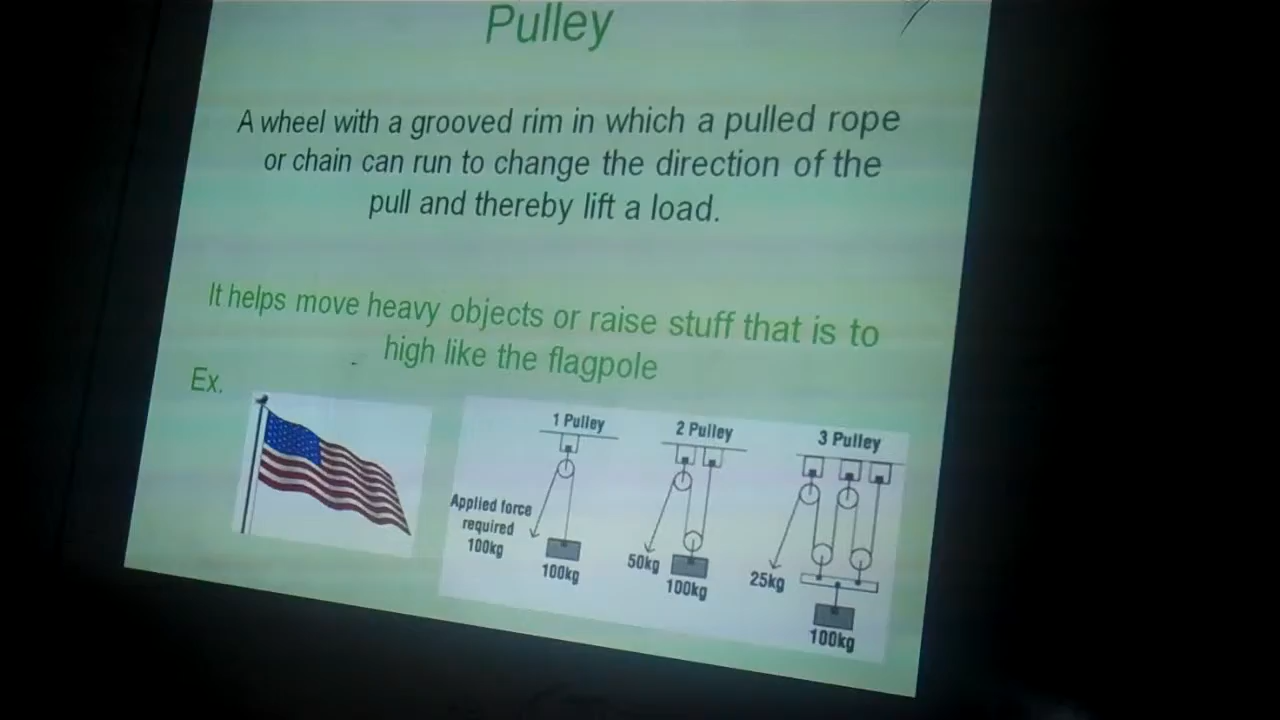 Pulley
A wheel with a grooved rim in which a pulled rope
or chain can run to change the direction of the
pull and thereby lift a load.
It helps move heavy objects or raise stuff that is to
high like the flagpole
Ex.
1 Pulley
Applied force
required
100kg
100kg
2 Pulley
50kg
100kg
3 Pulley
25kg
100kg